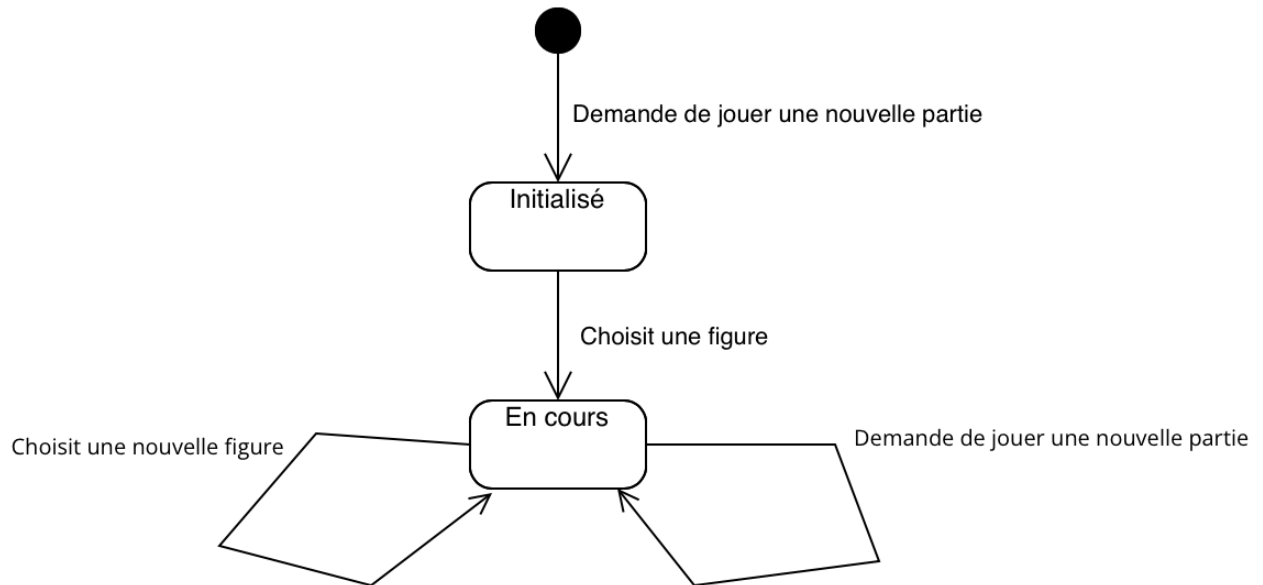 Demande de jouer une nouvelle partie
Initialisé
Choisit une figure
En cours
Choisit une nouvelle figure
Demande de jouer une nouvelle partie